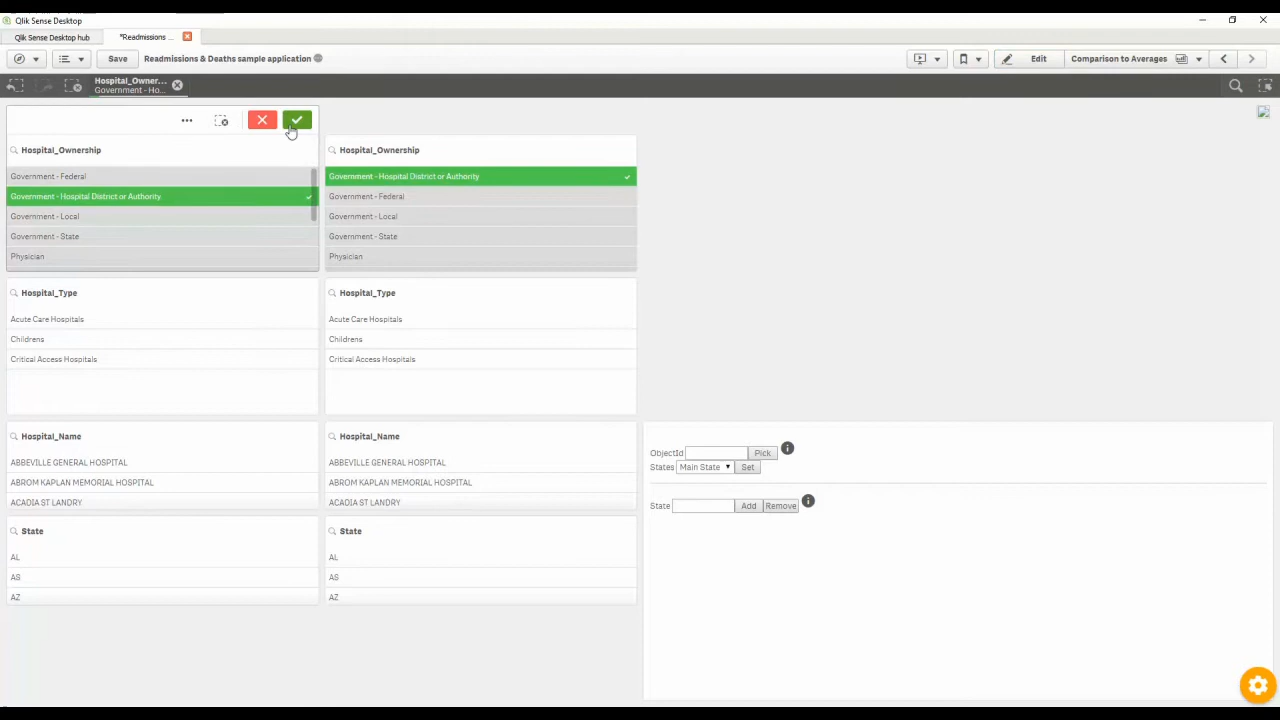 Qlik Sense Desktop
Qlik Sense Desktop hub
*Readmissions ...
Save
Readmissions & Deaths sample application
Edit
Comparison to Averages
Hospital_Owner...
Government - Ho...
Hospital_Ownership
Government - Federal
Government - Hospital District or Authority
Government - Local
Government - State
Physician
Hospital_Ownership
Government - Hospital District or Authority
Government - Federal
Government - Local
Government - State
Physician
Hospital_Type
Acute Care Hospitals
Childrens
Critical Access Hospitals
Hospital_Type
Acute Care Hospitals
Childrens
Critical Access Hospitals
Hospital_Name
ABBEVILLE GENERAL HOSPITAL
ABROM KAPLAN MEMORIAL HOSPITAL
ACADIA ST LANDRY
Hospital_Name
ABBEVILLE GENERAL HOSPITAL
ABROM KAPLAN MEMORIAL HOSPITAL
ACADIA ST LANDRY
ObjectId Pick
States Main State Set
State Add Remove
State
AL
AS
AZ
State
AL
AS
AZ